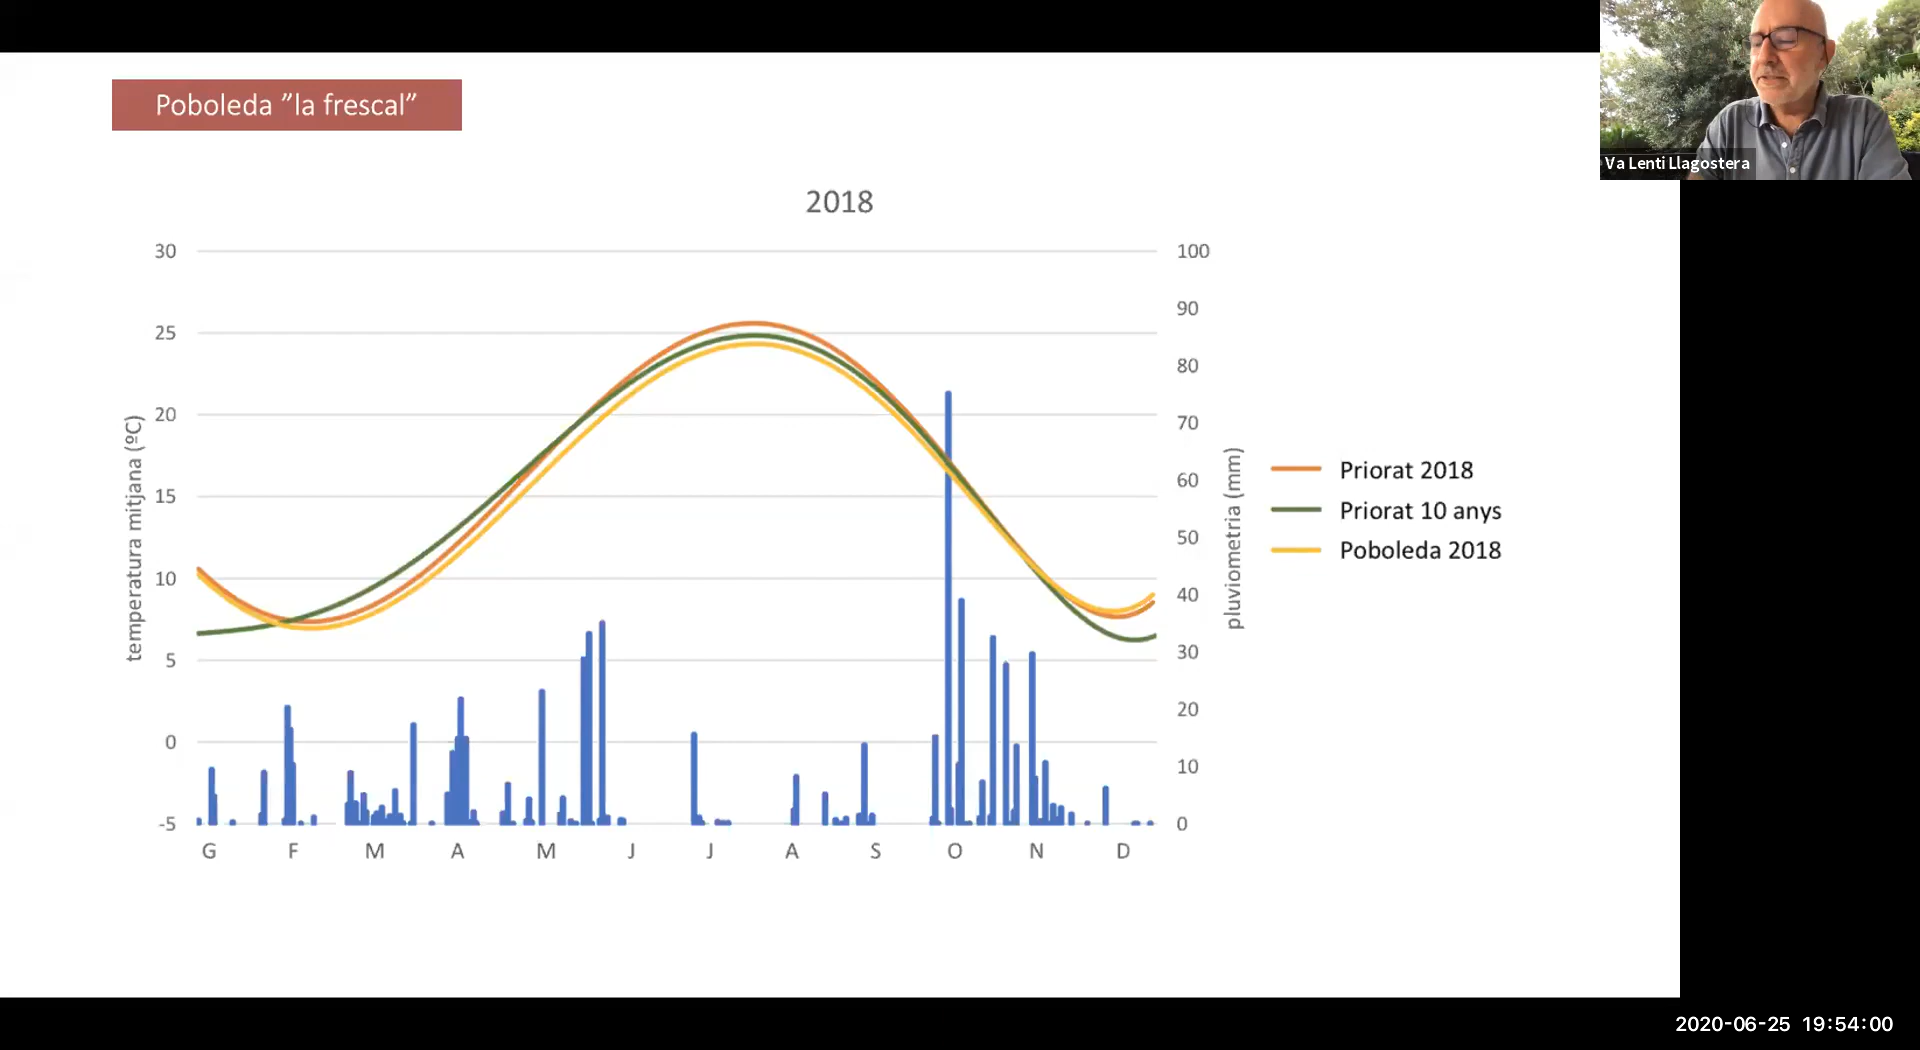 Poboleda ”la frescal”
Va Lenti Llagostera
2018
30
25
20
15
10
5
0
-5
temperatura mitjana (ºC)
100
90
80
70
60
50
40
30
20
10
0
pluviometria (mm)
G F M A M J J A S O N D
Priorat 2018
Priorat 10 anys
Poboleda 2018
2020-06-25 19:54:00